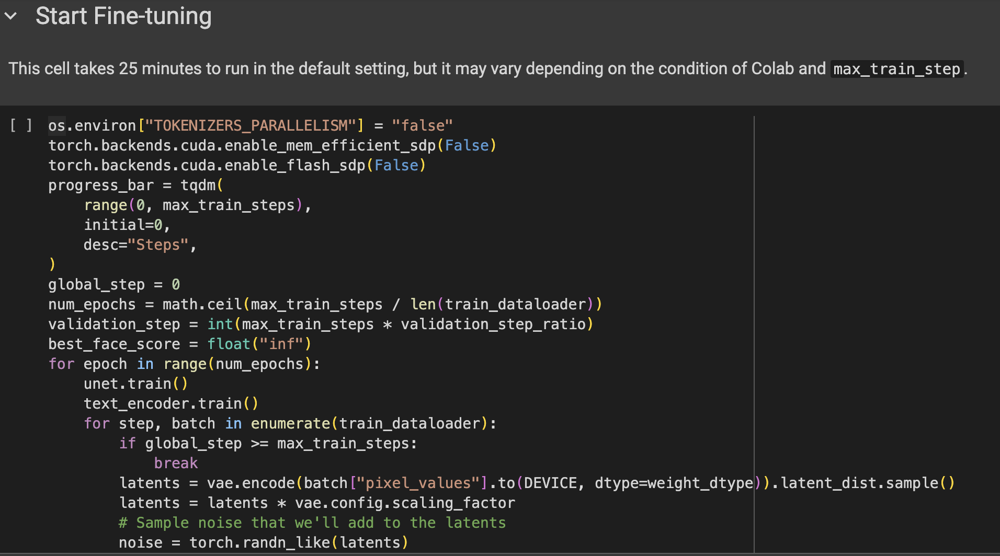 Start Fine-tuning
This cell takes 25 minutes to run in the default setting, but it may vary depending on the condition of Colab and max_train_step.
[ ] os.environ["TOKENIZERS_PARALLELISM"] = "false"
torch.backends.cuda.enable_mem_efficient_sdp(False)
torch.backends.cuda.enable_flash_sdp(False)
progress_bar = tqdm(
    range(0, max_train_steps),
    initial=0,
    desc="Steps",
)
global_step = 0
num_epochs = math.ceil(max_train_steps / len(train_dataloader))
validation_step = int(max_train_steps * validation_step_ratio)
best_face_score = float("inf")
for epoch in range(num_epochs):
    unet.train()
    text_encoder.train()
    for step, batch in enumerate(train_dataloader):
        if global_step >= max_train_steps:
            break
        latents = vae.encode(batch["pixel_values"].to(DEVICE, dtype=weight_dtype)).latent_dist.sample()
        latents = latents * vae.config.scaling_factor
        # Sample noise that we'll add to the latents
        noise = torch.randn_like(latents)